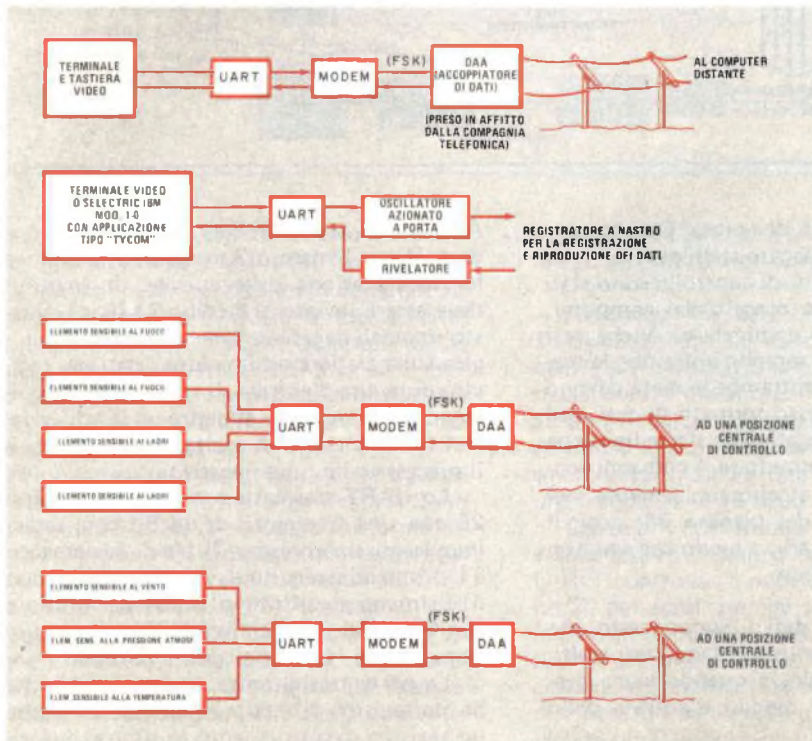 TERMINALE
E TASTIERA
VIDEO
UART
MODEM
(FSK)
DAA
(ACCOPPIATORE
DI DATI)
(PRESO IN AFFITTO
DALLA COMPAGNIA
TELEFONICA)
AL COMPUTER
DISTANTE
TERMINALE VIDEO
O SELECTRIC IBM
MOD. 1-0
CON APPLICAZIONE
TIPO "TYCOM"
UART
OSCILLATORE
AZIONATO
A PORTA
RIVELATORE
REGISTRATORE A NASTRO
PER LA REGISTRAZIONE
E RIPRODUZIONE DEI DATI
ELEMENTO SENSIBILE AL FUOCO
ELEMENTO SENSIBILE AL FUOCO
ELEMENTO SENSIBILE AI LADRI
ELEMENTO SENSIBILE AI LADRI
UART
MODEM
(FSK)
DAA
AD UNA POSIZIONE
CENTRALE
DI CONTROLLO
ELEMENTO SENSIBILE AL VENTO
ELEM. SENS. ALLA PRESSIONE ATMOSF
ELEM SENSIBILE ALLA TEMPERATURA
UART
MODEM
(FSK)
DAA
AD UNA POSIZIONE
CENTRALE
DI CONTROLLO